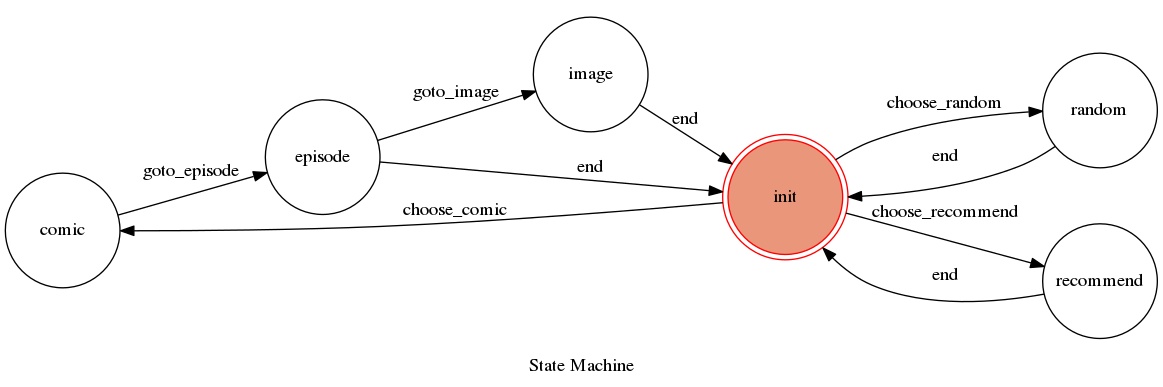 image
goto_image
choose_random
random
end
episode
end
end
goto_episode
init
choose_comic
choose_recommend
comic
end
recommend
State Machine